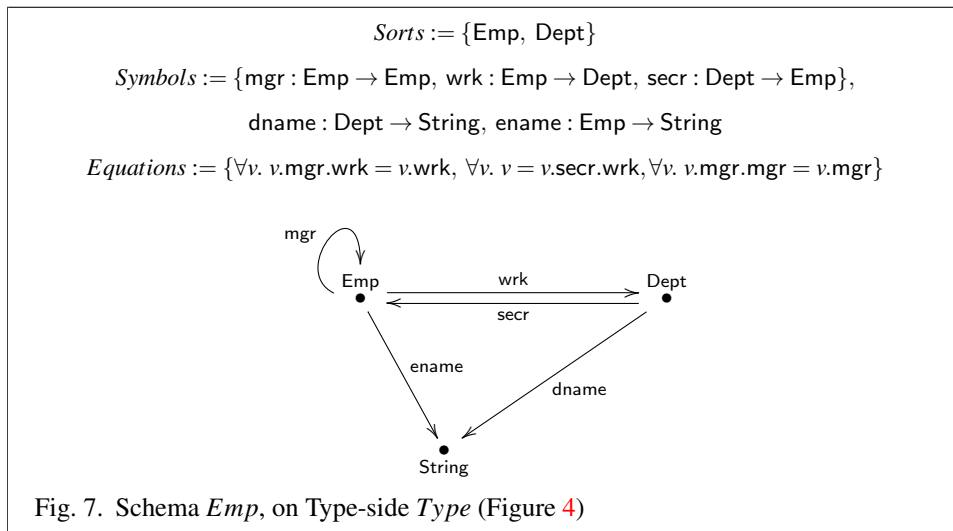 Sorts := {Emp, Dept}
Symbols := {mgr : Emp → Emp, wrk : Emp → Dept, secr : Dept → Emp},
dname : Dept → String, ename : Emp → String
Equations := {∀v. v.mgr.wrk = v.wrk, ∀v. v = v.secr.wrk, ∀v. v.mgr.mgr = v.mgr}
mgr
Emp wrk Dept
secr
ename
dname
String
Fig. 7. Schema Emp, on Type-side Type (Figure 4)